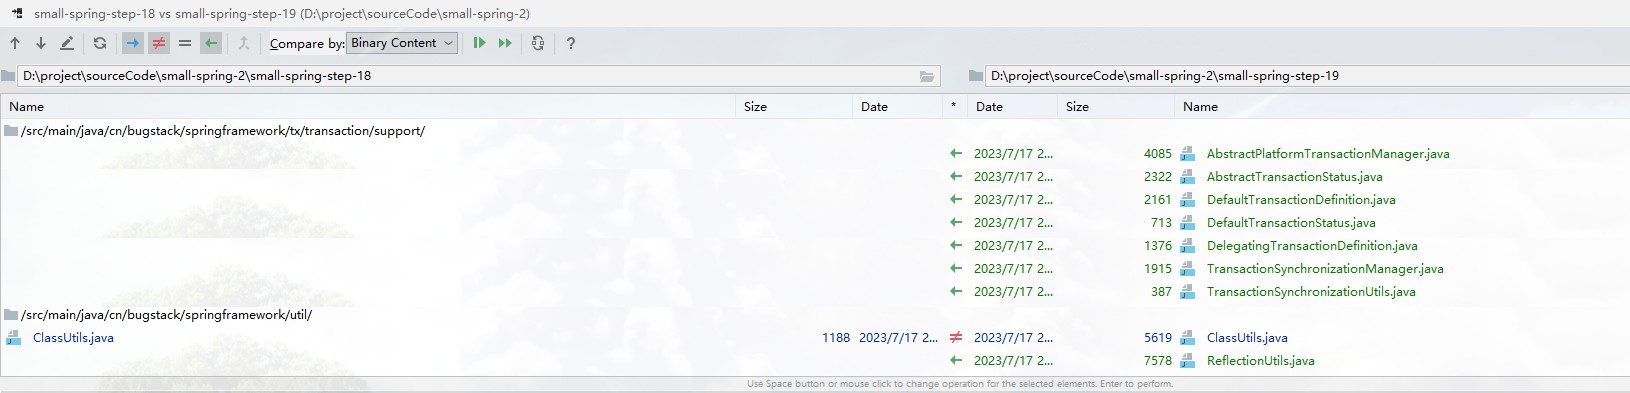 small-spring-step-18 vs small-spring-step-19 (D:\project\sourceCode\small-spring-2)
Compare by: Binary Content ?
D:\project\sourceCode\small-spring-2\small-spring-step-18 D:\project\sourceCode\small-spring-2\small-spring-step-19
Name Size Date * Date Size Name
/src/main/java/cn/bugstack/springframework/tx/transaction/support/
2023/7/17 2... 4085 AbstractPlatformTransactionManager.java
2023/7/17 2... 2322 AbstractTransactionStatus.java
2023/7/17 2... 2161 DefaultTransactionDefinition.java
2023/7/17 2... 713 DefaultTransactionStatus.java
2023/7/17 2... 1376 DelegatingTransactionDefinition.java
2023/7/17 2... 1915 TransactionSynchronizationManager.java
2023/7/17 2... 387 TransactionSynchronizationUtils.java
/src/main/java/cn/bugstack/springframework/util/
ClassUtils.java 1188 2023/7/17 2... 2023/7/17 2... 5619 ClassUtils.java
2023/7/17 2... 7578 ReflectionUtils.java
Use Space button or mouse click to change operation for the selected elements. Enter to perform.